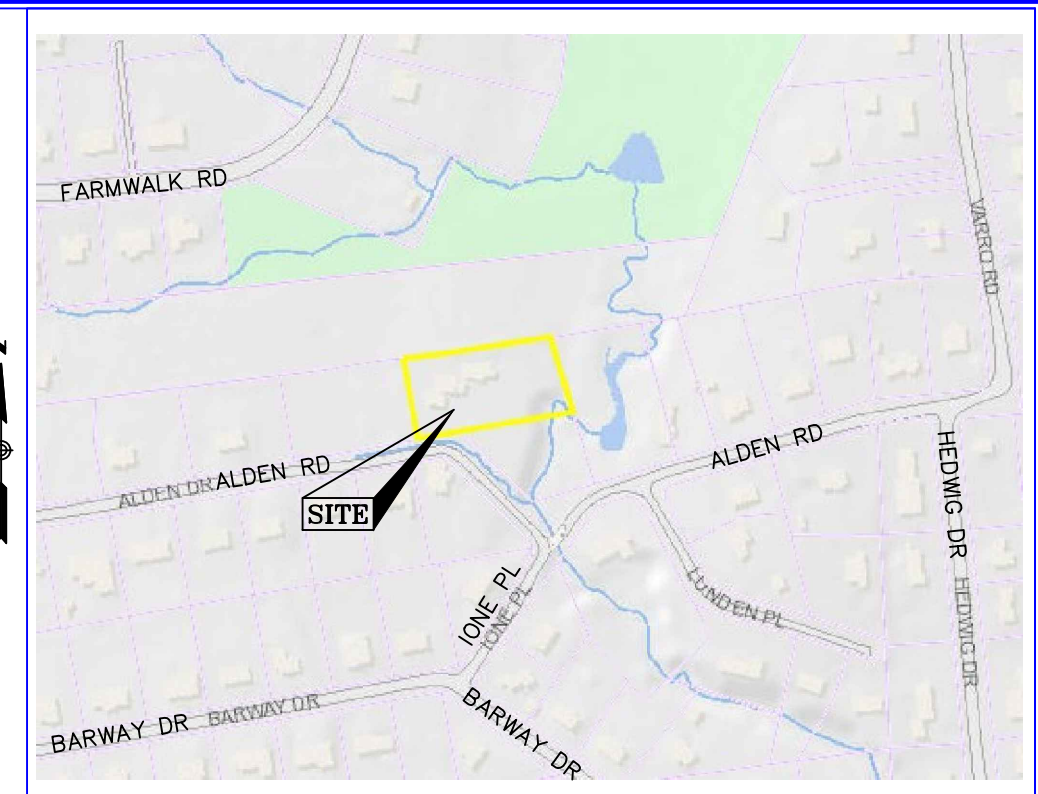 FARMWALK RD
VARRO RD
ALDEN RD
ALDEN RD
ALDEN DR
SITE
HEDWIG DR
HEDWIG DR
IONE PL
IONE PL
LUNDEN PL
BARWAY DR
BARWAY DR
BARWAY DR